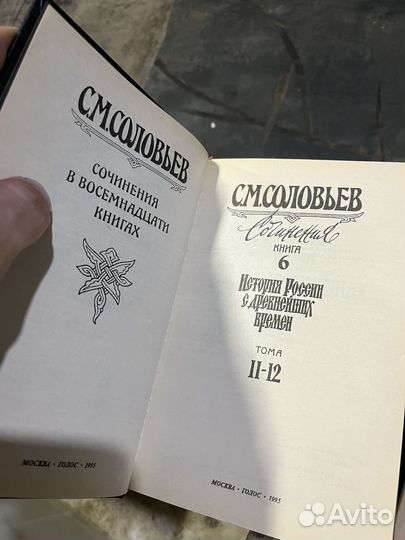 С.М.СОЛОВЬЕВ
СОЧИНЕНИЯ
В ВОСЕМНАДЦАТИ
КНИГАХ
МОСКВА · ГОЛОС · 1995
С.М.СОЛОВЬЕВ
Сочинения
КНИГА
6
История России
с древнейших
времен
ТОМА
11-12
МОСКВА · ГОЛОС · 1995
Avito